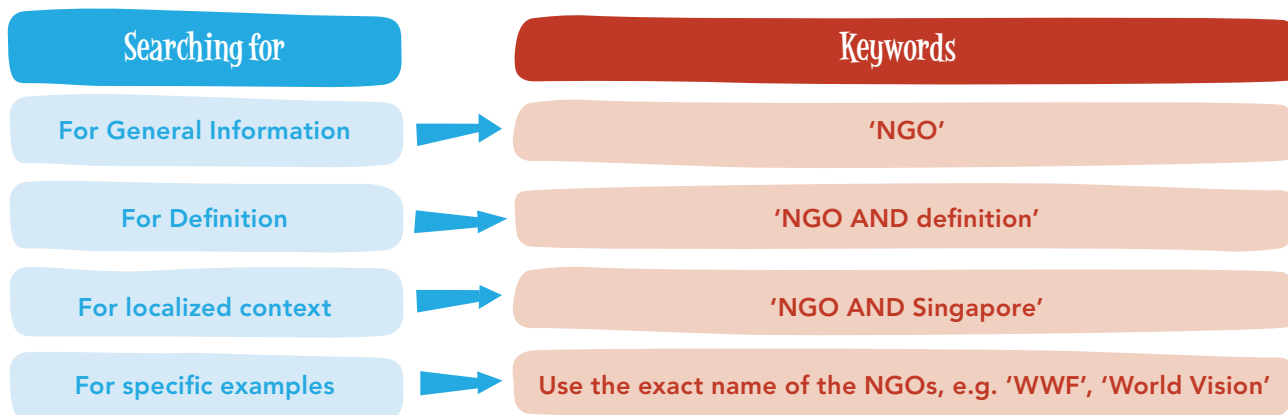 Searching for
Keywords
For General Information
‘NGO’
For Definition
‘NGO AND definition’
For localized context
‘NGO AND Singapore’
For specific examples
Use the exact name of the NGOs, e.g. ‘WWF’, ‘World Vision’